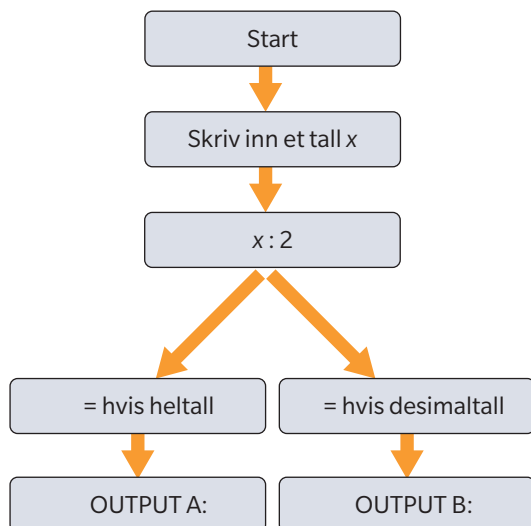 Start
Skriv inn et tall x
x : 2
= hvis heltall
= hvis desimaltall
OUTPUT A:
OUTPUT B: